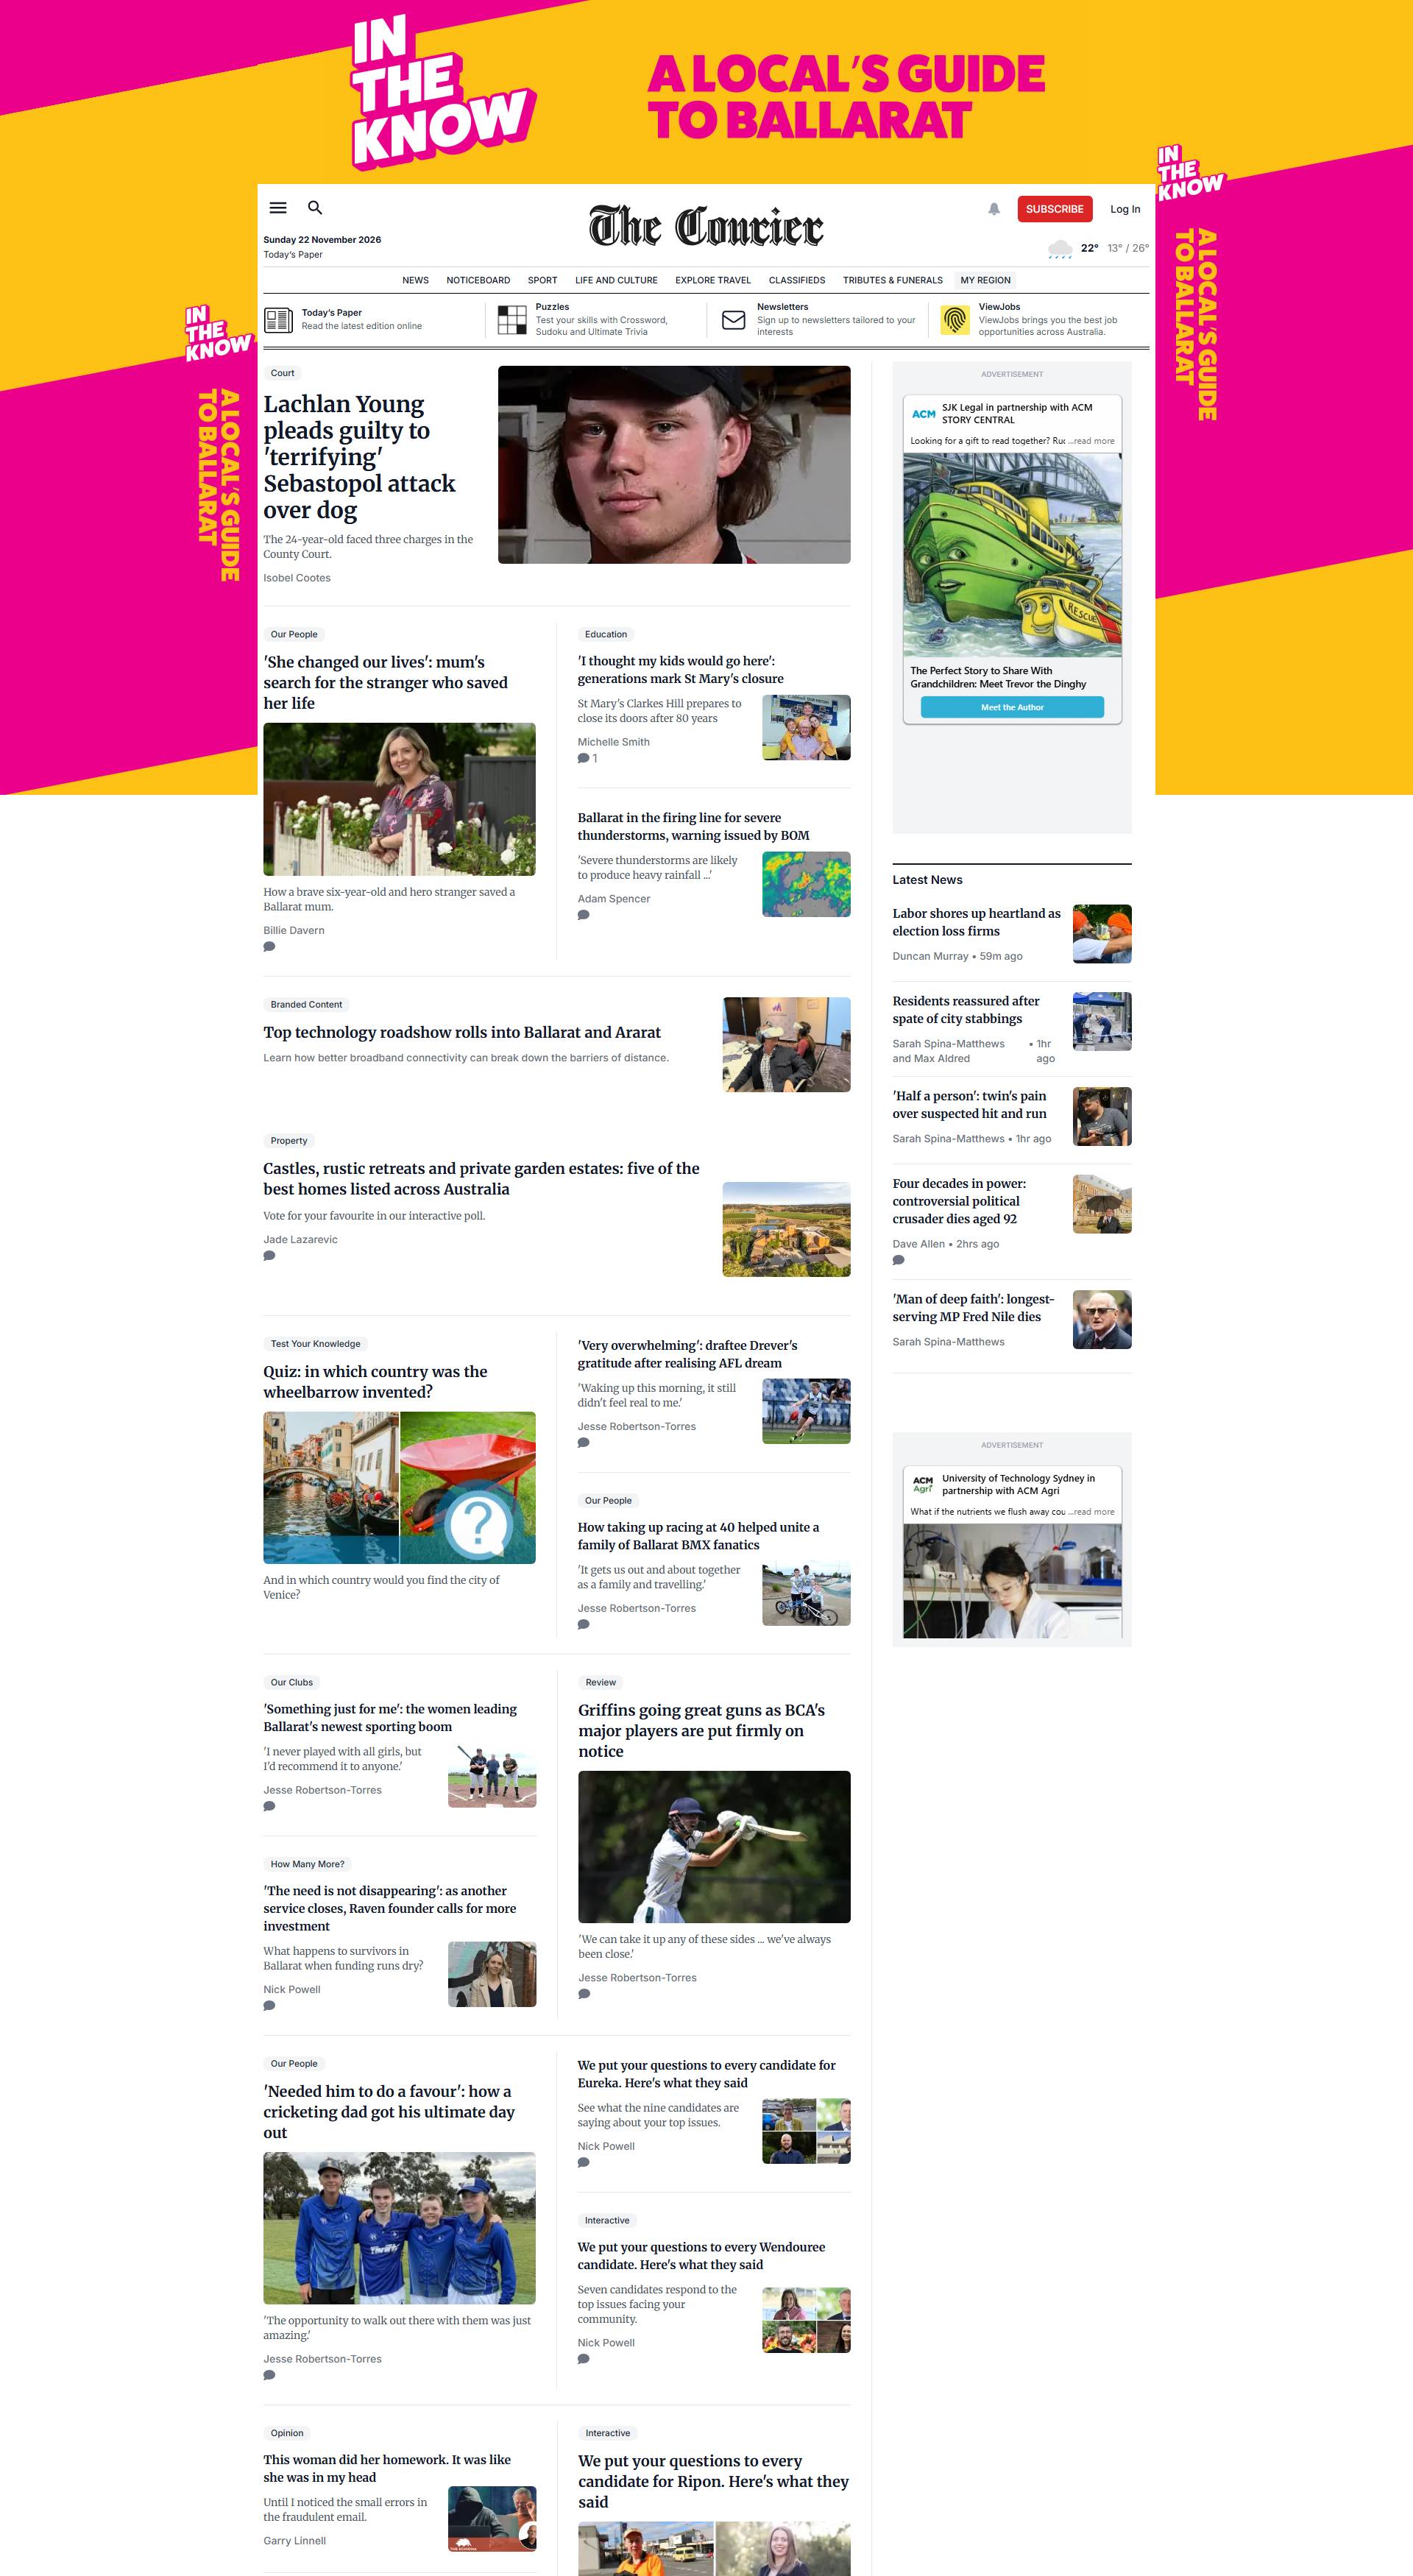 IN
THE
KNOW
A LOCAL'S GUIDE
TO BALLARAT
IN
THE
KNOW
A LOCAL'S GUIDE
TO BALLARAT
IN
THE
KNOW
A LOCAL'S GUIDE
TO BALLARAT
The Courier
SUBSCRIBE
Log In
Sunday 22 November 2026
Today's Paper
22° 13° / 26°
NEWS NOTICEBOARD SPORT LIFE AND CULTURE EXPLORE TRAVEL CLASSIFIEDS TRIBUTES & FUNERALS MY REGION
Today's Paper
Read the latest edition online
Puzzles
Test your skills with Crossword,
Sudoku and Ultimate Trivia
Newsletters
Sign up to newsletters tailored to your
interests
ViewJobs
ViewJobs brings you the best job
opportunities across Australia.
Court
Lachlan Young
pleads guilty to
'terrifying'
Sebastopol attack
over dog
The 24-year-old faced three charges in the
County Court.
Isobel Cootes
Our People
'She changed our lives': mum's
search for the stranger who saved
her life
How a brave six-year-old and hero stranger saved a
Ballarat mum.
Billie Davern
Education
'I thought my kids would go here':
generations mark St Mary's closure
St Mary's Clarkes Hill prepares to
close its doors after 80 years
Michelle Smith
1
Ballarat in the firing line for severe
thunderstorms, warning issued by BOM
'Severe thunderstorms are likely
to produce heavy rainfall ...'
Adam Spencer
Branded Content
Top technology roadshow rolls into Ballarat and Ararat
Learn how better broadband connectivity can break down the barriers of distance.
Property
Castles, rustic retreats and private garden estates: five of the
best homes listed across Australia
Vote for your favourite in our interactive poll.
Jade Lazarevic
Test Your Knowledge
Quiz: in which country was the
wheelbarrow invented?
?
And in which country would you find the city of
Venice?
'Very overwhelming': draftee Drever's
gratitude after realising AFL dream
'Waking up this morning, it still
didn't feel real to me.'
Jesse Robertson-Torres
Our People
How taking up racing at 40 helped unite a
family of Ballarat BMX fanatics
'It gets us out and about together
as a family and travelling.'
Jesse Robertson-Torres
Our Clubs
'Something just for me': the women leading
Ballarat's newest sporting boom
'I never played with all girls, but
I'd recommend it to anyone.'
Jesse Robertson-Torres
How Many More?
'The need is not disappearing': as another
service closes, Raven founder calls for more
investment
What happens to survivors in
Ballarat when funding runs dry?
Nick Powell
Review
Griffins going great guns as BCA's
major players are put firmly on
notice
'We can take it up any of these sides ... we've always
been close.'
Jesse Robertson-Torres
Our People
'Needed him to do a favour': how a
cricketing dad got his ultimate day
out
'The opportunity to walk out there with them was just
amazing.'
Jesse Robertson-Torres
We put your questions to every candidate for
Eureka. Here's what they said
See what the nine candidates are
saying about your top issues.
Nick Powell
Interactive
We put your questions to every Wendouree
candidate. Here's what they said
Seven candidates respond to the
top issues facing your
community.
Nick Powell
Opinion
This woman did her homework. It was like
she was in my head
Until I noticed the small errors in
the fraudulent email.
Garry Linnell
Interactive
We put your questions to every
candidate for Ripon. Here's what they
said
ADVERTISEMENT
ACM
SJK Legal in partnership with ACM
STORY CENTRAL
Looking for a gift to read together? Ruc ...read more
RESCUE
The Perfect Story to Share With
Grandchildren: Meet Trevor the Dinghy
Meet the Author
Latest News
Labor shores up heartland as
election loss firms
Duncan Murray • 59m ago
Residents reassured after
spate of city stabbings
Sarah Spina-Matthews • 1hr
and Max Aldred ago
'Half a person': twin's pain
over suspected hit and run
Sarah Spina-Matthews • 1hr ago
Four decades in power:
controversial political
crusader dies aged 92
Dave Allen • 2hrs ago
'Man of deep faith': longest-
serving MP Fred Nile dies
Sarah Spina-Matthews
ADVERTISEMENT
ACM
Agri
University of Technology Sydney in
partnership with ACM Agri
What if the nutrients we flush away cou ...read more